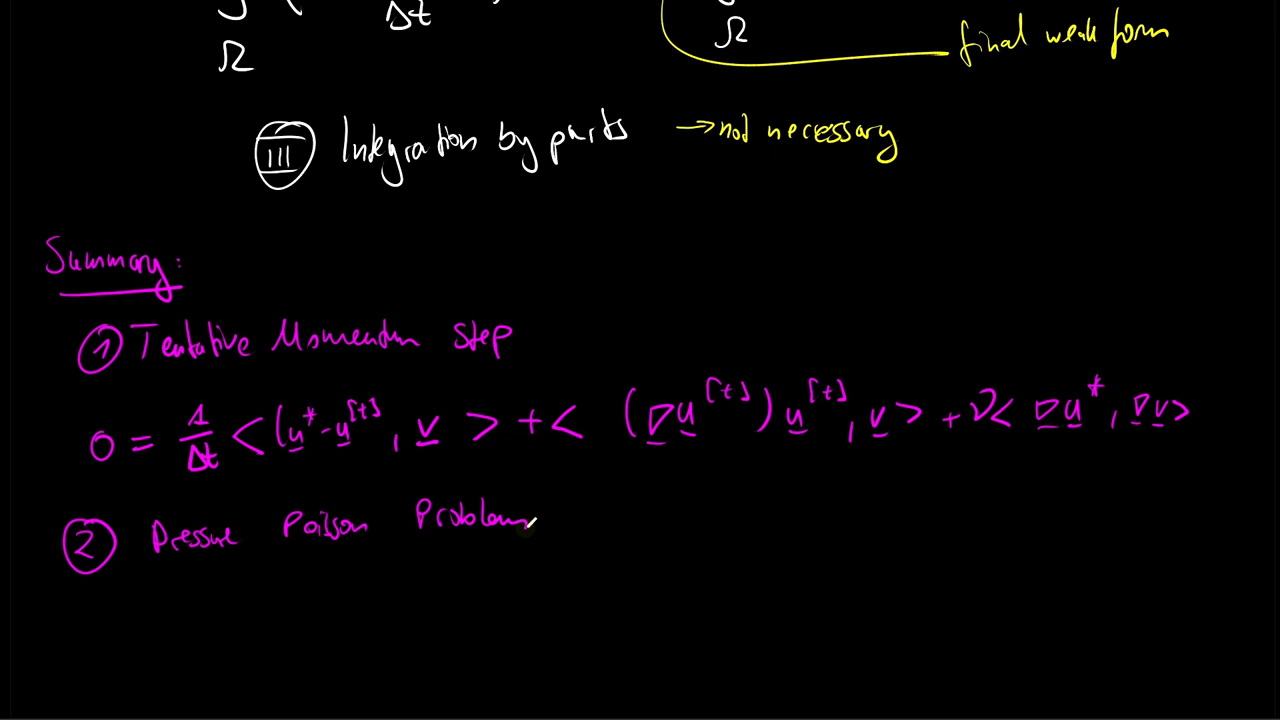 Δt
Ω Ω final weak form
III Integration by parts → not necessary
Summary:
1 Tentative Momentum Step
0 = 1/Δt <(u* - u^[t], v> + < (∇u^[t]) u^[t], v> + ν< ∇u*, ∇v>
2 Pressure Poisson Problem